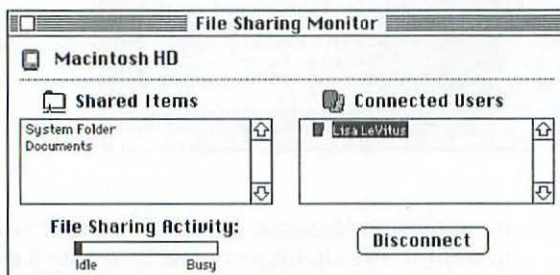 File Sharing Monitor
Macintosh HD
Shared Items
System Folder
Documents
Connected Users
Lisa LeVitus
File Sharing Activity:
Idle
Busy
Disconnect